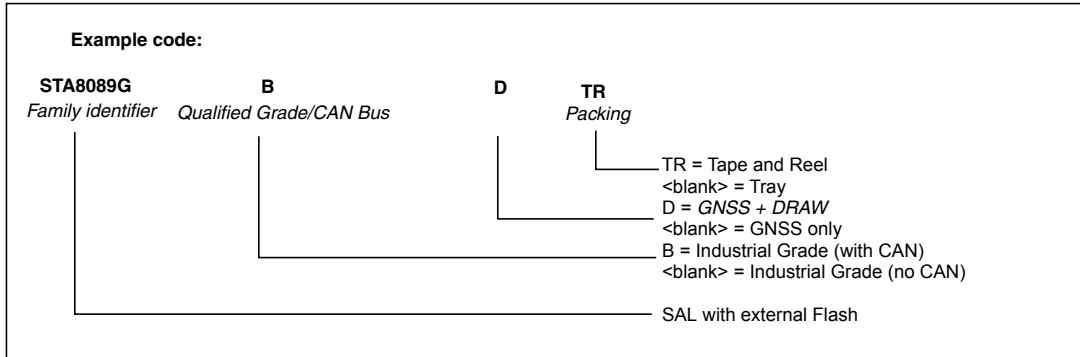 Example code:
STA8089G B D TR
Family identifier Qualified Grade/CAN Bus Packing
TR = Tape and Reel
<blank> = Tray
D = GNSS + DRAW
<blank> = GNSS only
B = Industrial Grade (with CAN)
<blank> = Industrial Grade (no CAN)
SAL with external Flash